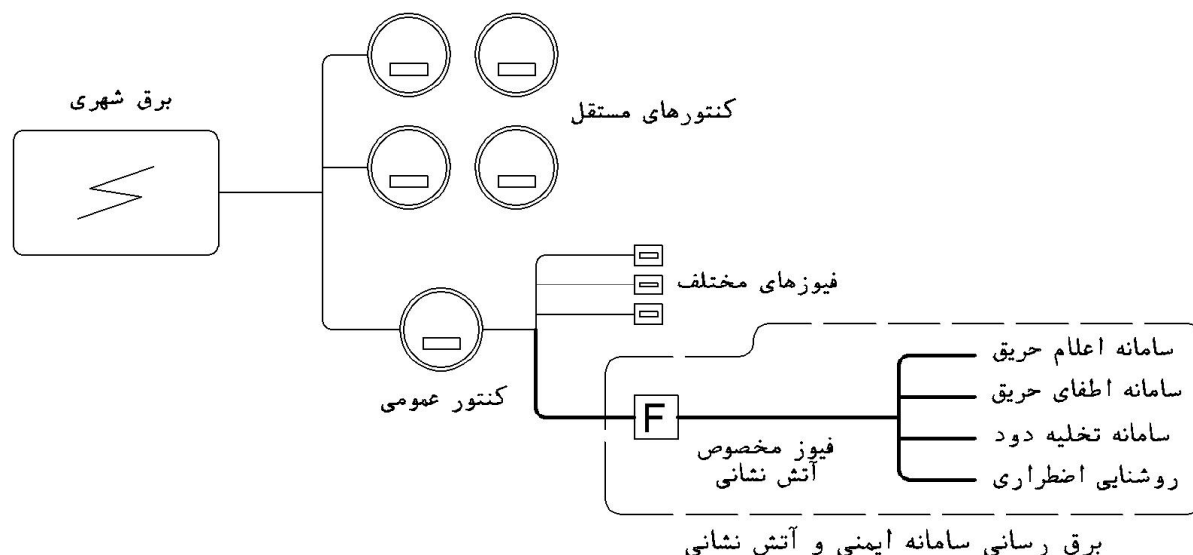 برق شهری
کنتورهای مستقل
فیوزهای مختلف
کنتور عمومی
F
فیوز مخصوص
آتش نشانی
سامانه اعلام حریق
سامانه اطفای حریق
سامانه تخلیه دود
روشنایی اضطراری
برق رسانی سامانه ایمنی و آتش نشانی